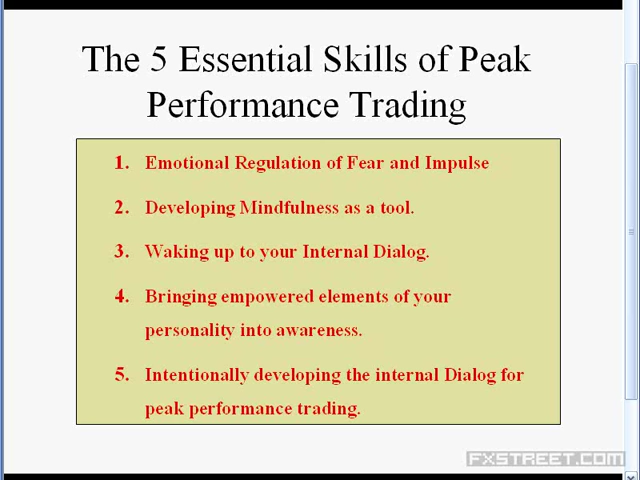 The 5 Essential Skills of Peak
Performance Trading
1. Emotional Regulation of Fear and Impulse
2. Developing Mindfulness as a tool.
3. Waking up to your Internal Dialog.
4. Bringing empowered elements of your
personality into awareness.
5. Intentionally developing the internal Dialog for
peak performance trading.
FXSTREET.COM